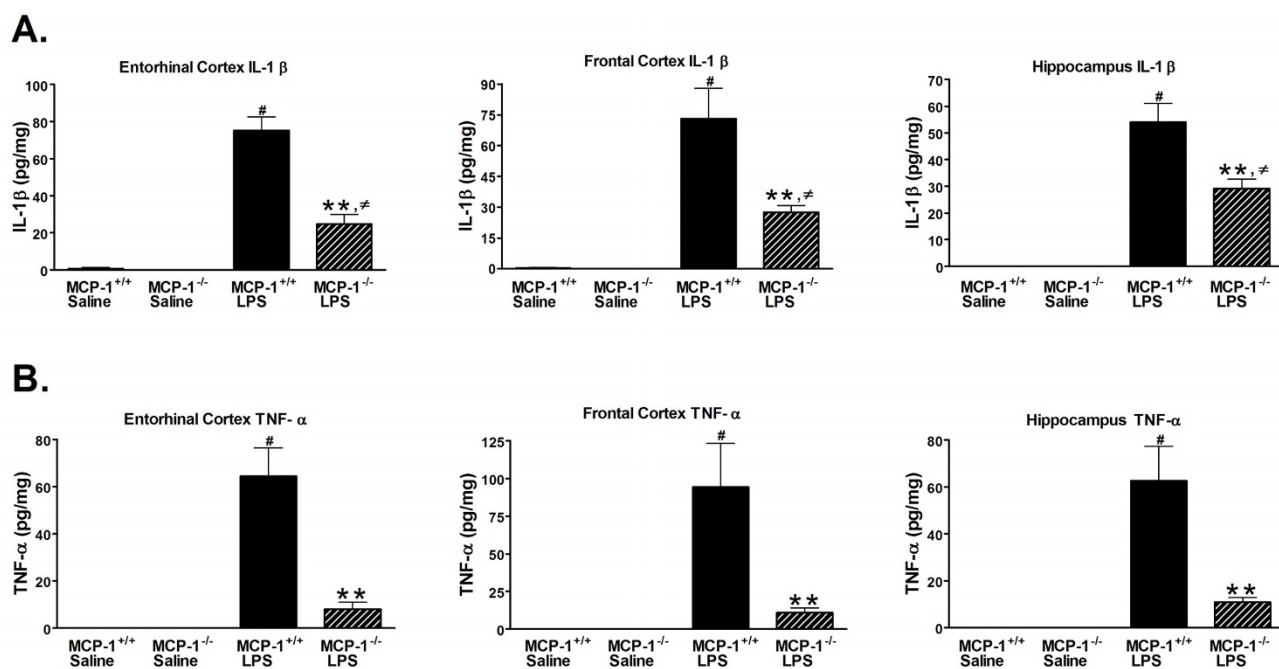 A.
Entorhinal Cortex IL-1 β
IL-1β (pg/mg)
100
80
60
40
20
0
#
**,≠
MCP-1+/+ MCP-1-/- MCP-1+/+ MCP-1-/-
Saline Saline LPS LPS
Frontal Cortex IL-1 β
IL-1β (pg/mg)
90
75
60
45
30
15
0
#
**,≠
MCP-1+/+ MCP-1-/- MCP-1+/+ MCP-1-/-
Saline Saline LPS LPS
Hippocampus IL-1 β
IL-1β (pg/mg)
70
60
50
40
30
20
10
0
#
**,≠
MCP-1+/+ MCP-1-/- MCP-1+/+ MCP-1-/-
Saline Saline LPS LPS
B.
Entorhinal Cortex TNF- α
TNF-α (pg/mg)
80
60
40
20
0
#
**
MCP-1+/+ MCP-1-/- MCP-1+/+ MCP-1-/-
Saline Saline LPS LPS
Frontal Cortex TNF- α
TNF-α (pg/mg)
125
100
75
50
25
0
#
**
MCP-1+/+ MCP-1-/- MCP-1+/+ MCP-1-/-
Saline Saline LPS LPS
Hippocampus TNF-α
TNF-α (pg/mg)
80
60
40
20
0
#
**
MCP-1+/+ MCP-1-/- MCP-1+/+ MCP-1-/-
Saline Saline LPS LPS